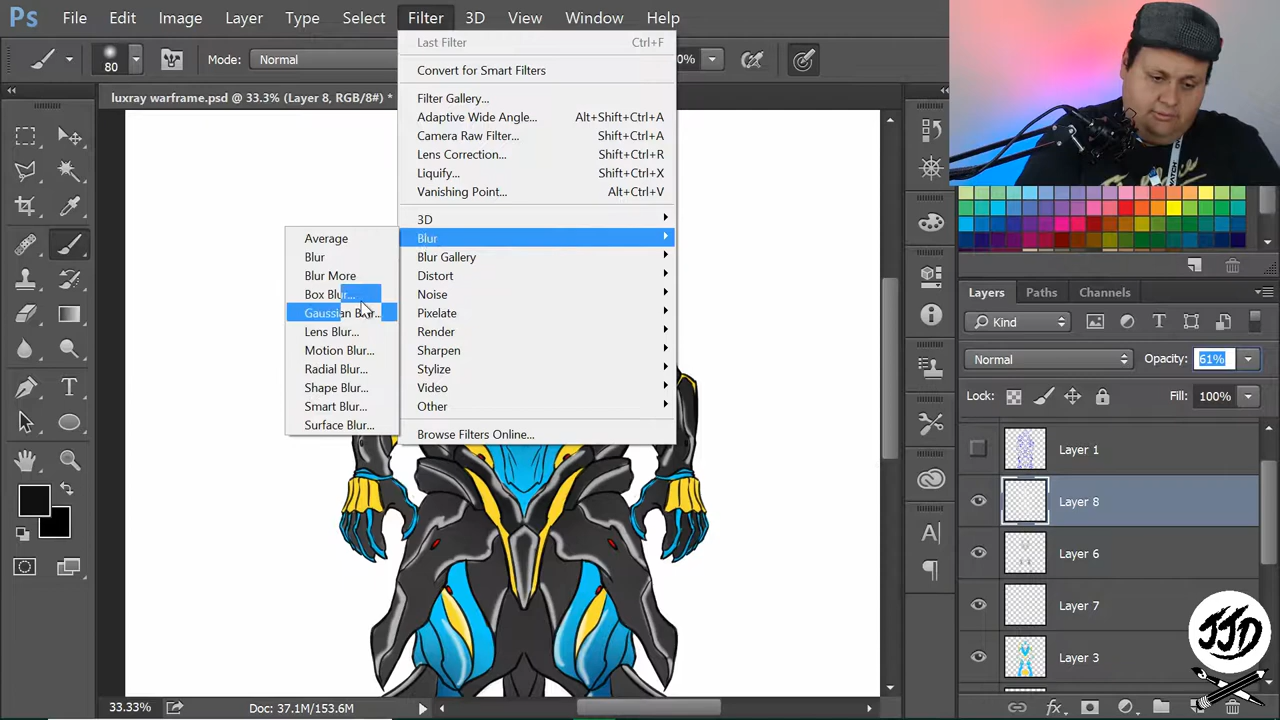 Ps File Edit Image Layer Type Select Filter 3D View Window Help
80 Mode: Normal 0%
luxray warframe.psd @ 33.3% (Layer 8, RGB/8#) *
Last Filter Ctrl+F
Convert for Smart Filters
Filter Gallery...
Adaptive Wide Angle... Alt+Shift+Ctrl+A
Camera Raw Filter... Shift+Ctrl+A
Lens Correction... Shift+Ctrl+R
Liquify... Shift+Ctrl+X
Vanishing Point... Alt+Ctrl+V
3D
Blur
Blur Gallery
Distort
Noise
Pixelate
Render
Sharpen
Stylize
Video
Other
Browse Filters Online...
Average
Blur
Blur More
Box Blur...
Gaussian Blur...
Lens Blur...
Motion Blur...
Radial Blur...
Shape Blur...
Smart Blur...
Surface Blur...
Layers Paths Channels
Kind
Normal Opacity: 61%
Lock: Fill: 100%
Layer 1
Layer 8
Layer 6
Layer 7
Layer 3
JJD
33.33% Doc: 37.1M/153.6M